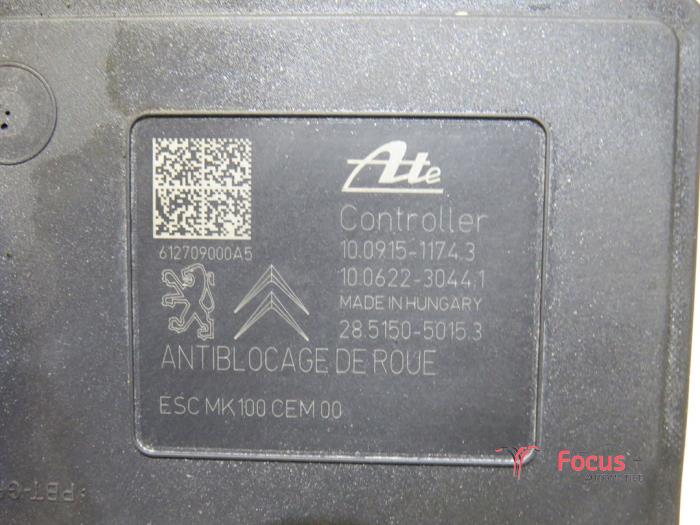 Ate
Controller
10.0915-1174.3
612709000A5
10.0622-3044.1
MADE IN HUNGARY
28.5150-5015.3
ANTIBLOCAGE DE ROUE
ESC MK100 CEM 00
Focus
AUTOMOTIVE